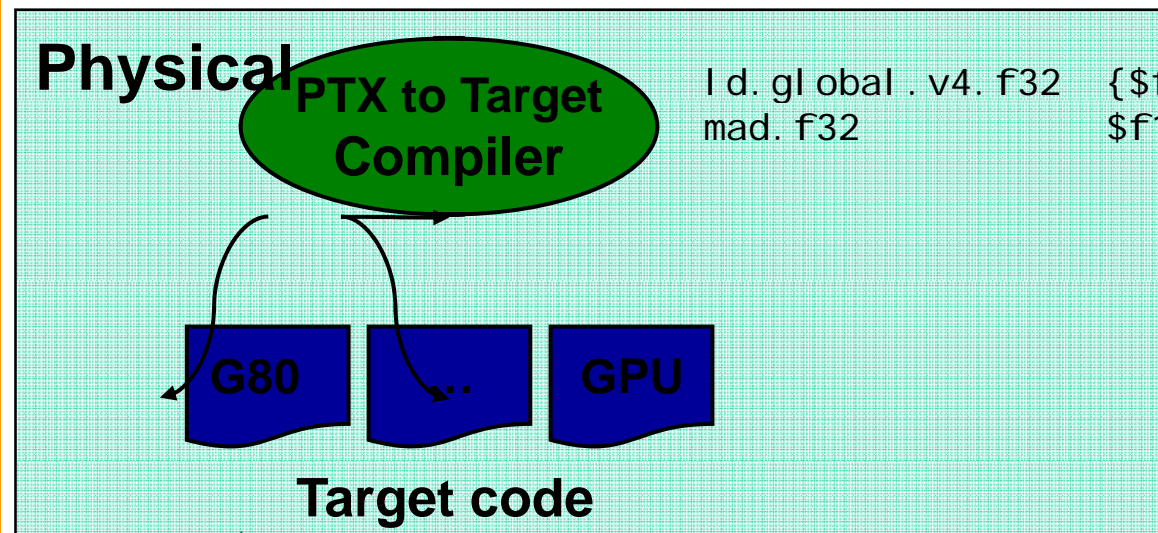 Physical
PTX to Target
Compiler
ld.global.v4.f32 {$f
mad.f32 $f
G80 … GPU
Target code